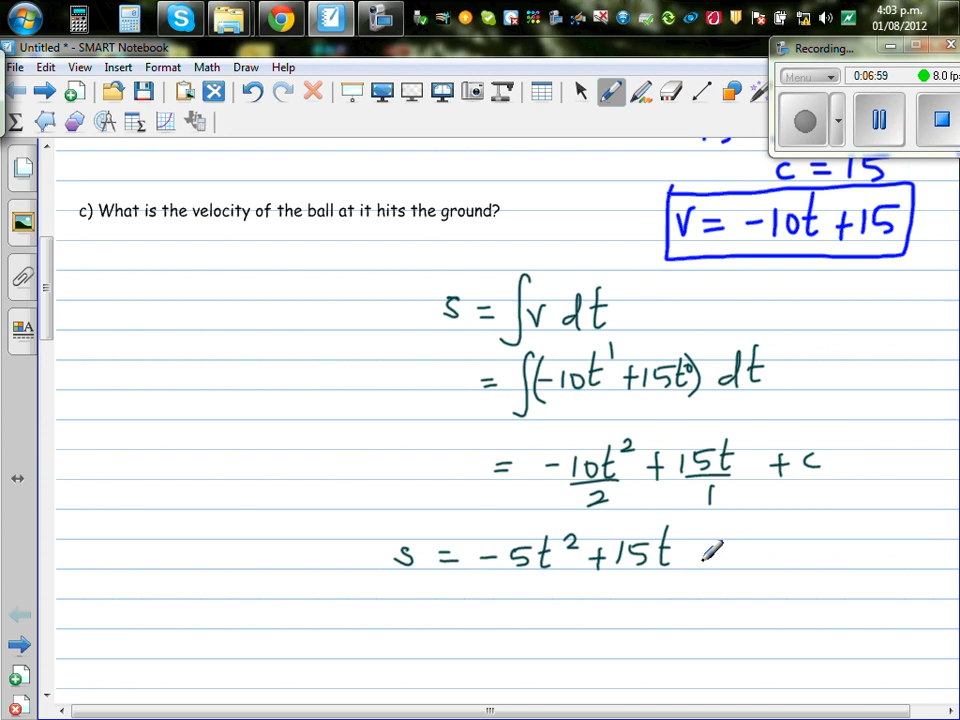 4:03 p.m.
01/08/2012
Untitled * - SMART Notebook
Recording...
File Edit View Insert Format Math Draw Help
Menu
0:06:59
8.0 fp
c = 15
c) What is the velocity of the ball at it hits the ground?
v = -10t + 15
s = ∫v dt
= ∫(-10t¹ + 15t⁰) dt
= -10t²/2 + 15t/1 + c
s = -5t² + 15t